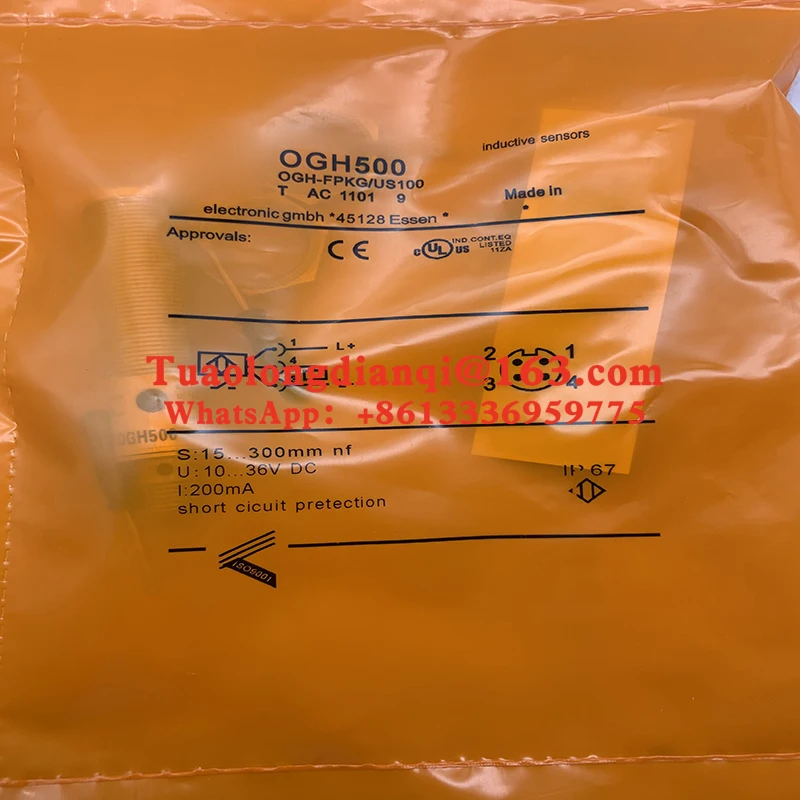 inductive sensors
OGH500
OGH-FPKG/US100
T AC 1101 9
Made in
*
electronic gmbh *45128 Essen *
Approvals:
CE
c UL US IND CONT.EQ
LISTED
11ZA
1 L+
4
2 1
3 4
Tuaolongdianqi@163.com
WhatsApp: +8613336959775
OGH500
S:15...300mm nf
U:10...36V DC
I:200mA
short cicuit pretection
IP 67
ISO9001